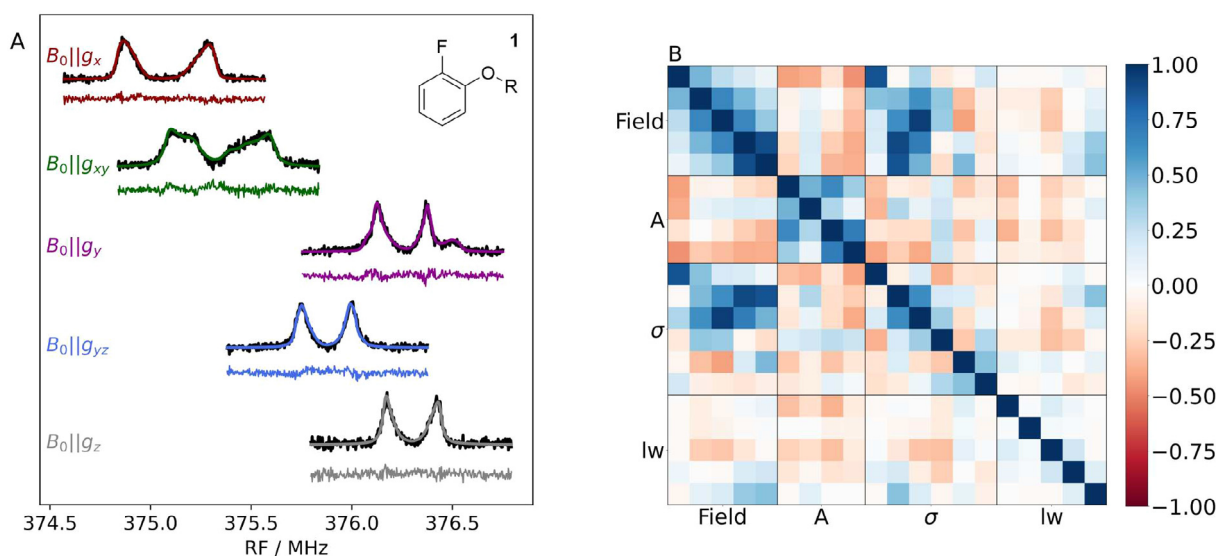 A
B₀||gₓ
1
F
O
R
B₀||gₓᵧ
B₀||gᵧ
B₀||g_yz
B₀||g_z
374.5 375.0 375.5 376.0 376.5
RF / MHz
B
Field
A
σ
lw
Field A σ lw
1.00
0.75
0.50
0.25
0.00
−0.25
−0.50
−0.75
−1.00